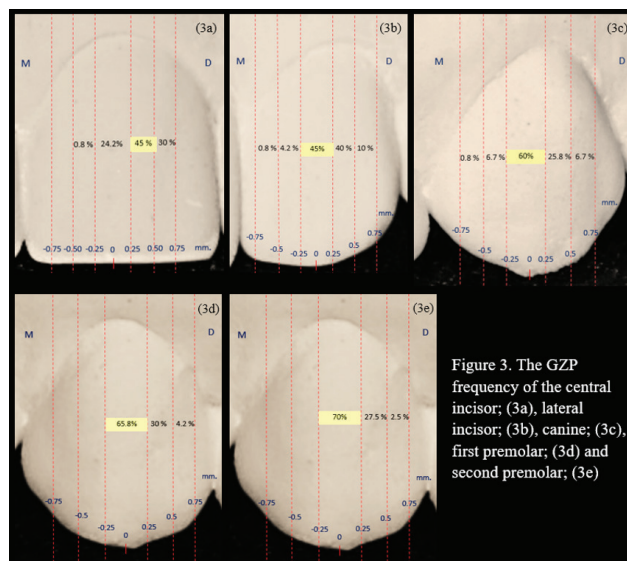 (3a)
M D
0.8 % 24.2% 45 % 30 %
-0.75 -0.50 -0.25 0 0.25 0.50 0.75 mm.
(3b)
M D
0.8 % 4.2 % 45% 40 % 10 %
mm.
-0.75 -0.5 -0.25 0 0.25 0.5 0.75
(3c)
M D
0.8 % 6.7 % 60% 25.8 % 6.7 %
mm.
-0.75 -0.5 -0.25 0 0.25 0.5 0.75
(3d)
M D
65.8% 30 % 4.2 %
mm.
-0.75 -0.5 -0.25 0 0.25 0.5 0.75
(3e)
M D
70% 27.5 % 2.5 %
mm.
-0.75 -0.5 -0.25 0 0.25 0.5 0.75
Figure 3. The GZP
frequency of the central
incisor; (3a), lateral
incisor; (3b), canine; (3c),
first premolar; (3d) and
second premolar; (3e)